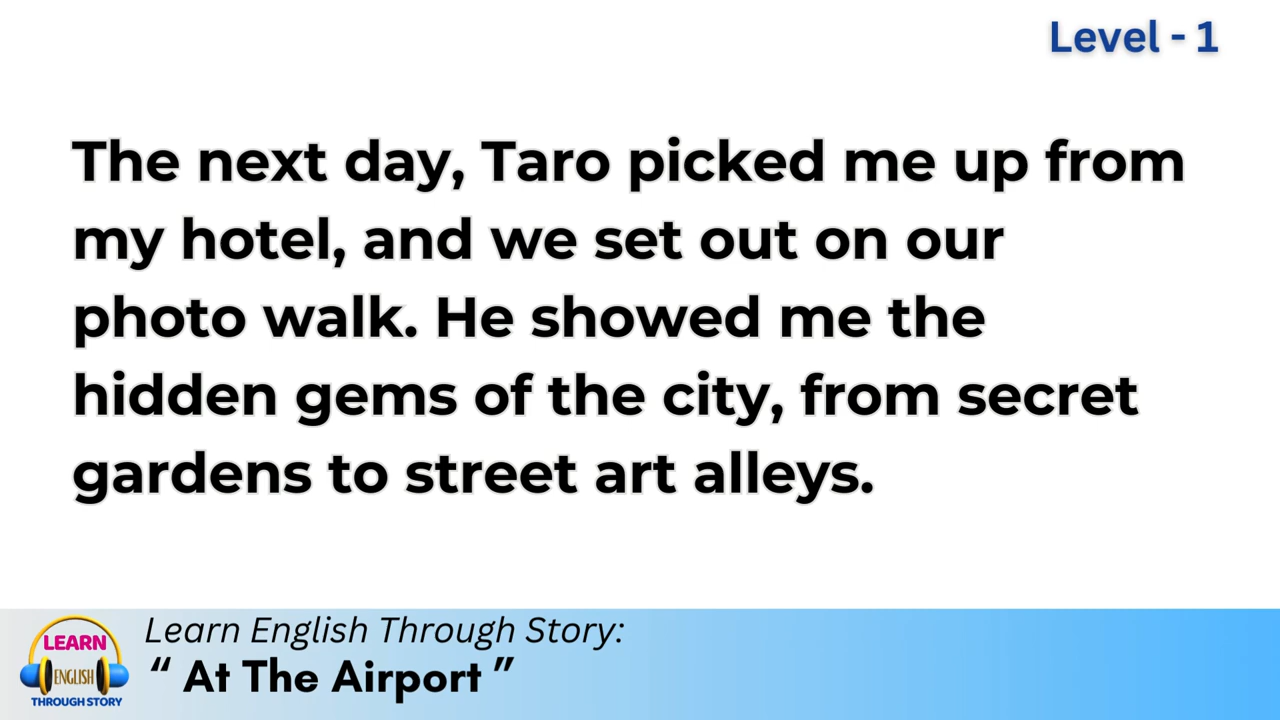 Level - 1
The next day, Taro picked me up from
my hotel, and we set out on our
photo walk. He showed me the
hidden gems of the city, from secret
gardens to street art alleys.
Learn English Through Story:
“ At The Airport ”
LEARN
ENGLISH
THROUGH STORY